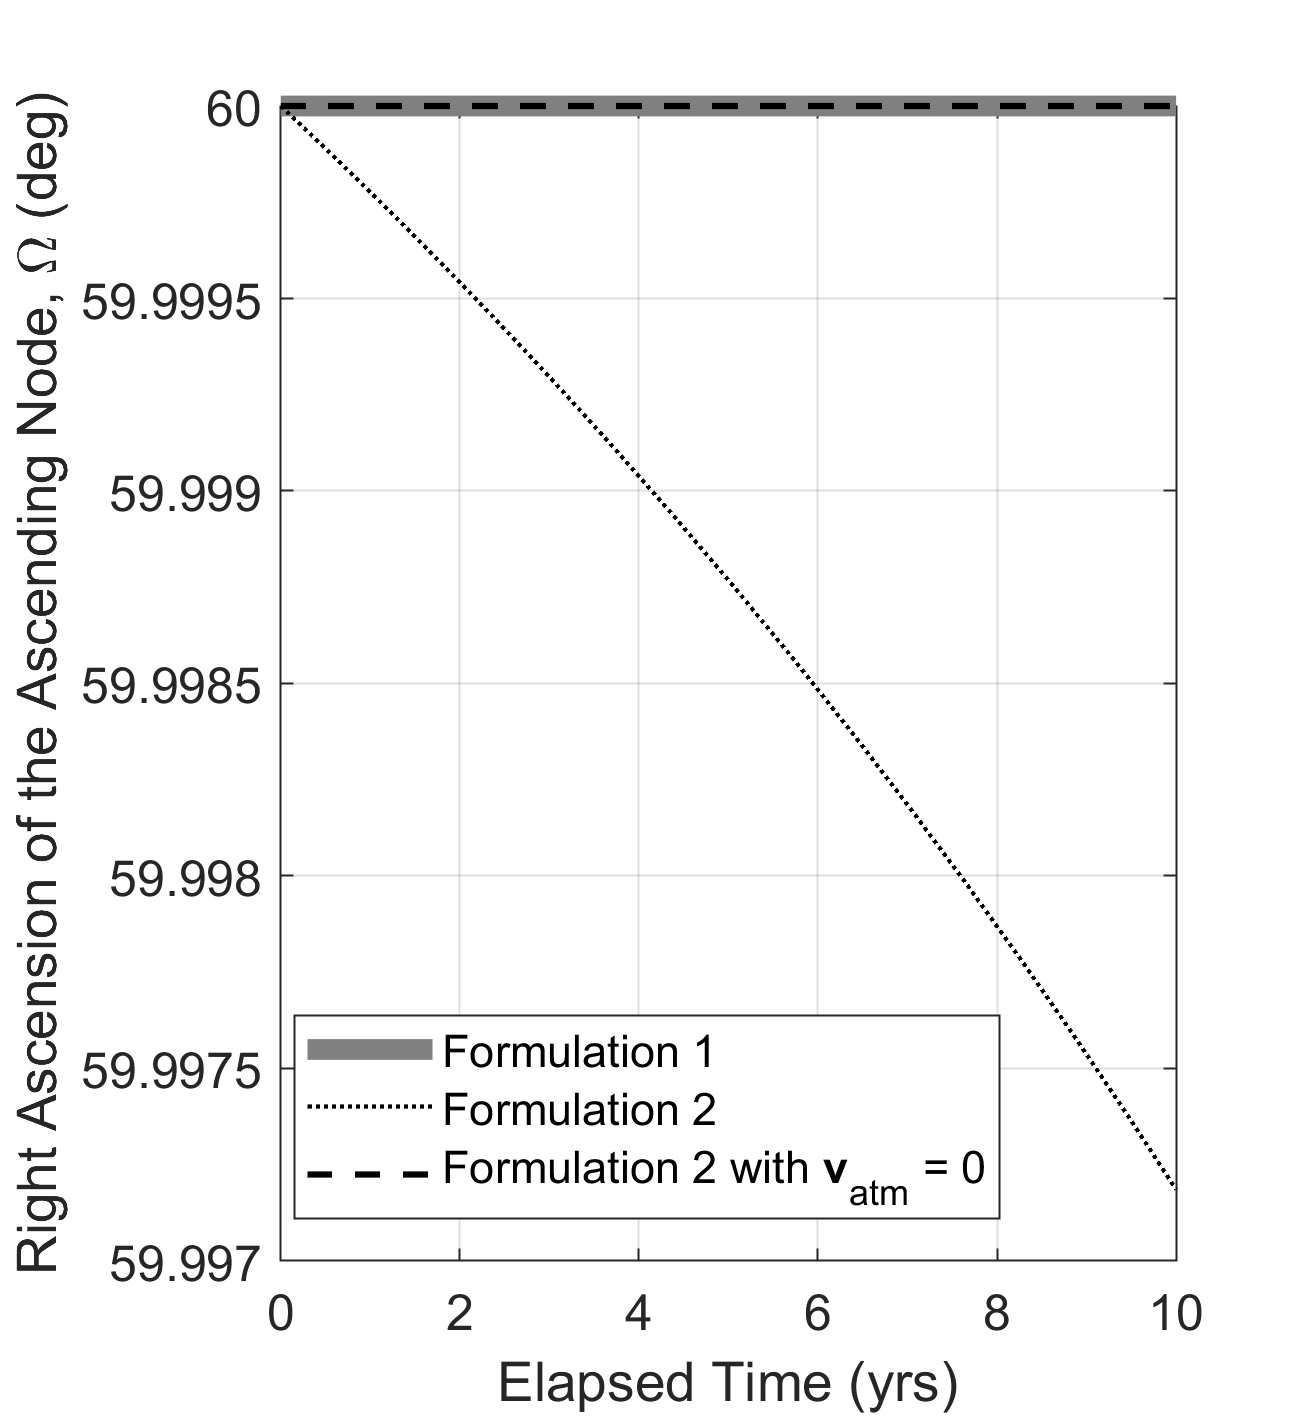 Right Ascension of the Ascending Node, Ω (deg)
60
59.9995
59.999
59.9985
59.998
59.9975
59.997
Formulation 1
Formulation 2
Formulation 2 with v_atm = 0
0 2 4 6 8 10
Elapsed Time (yrs)